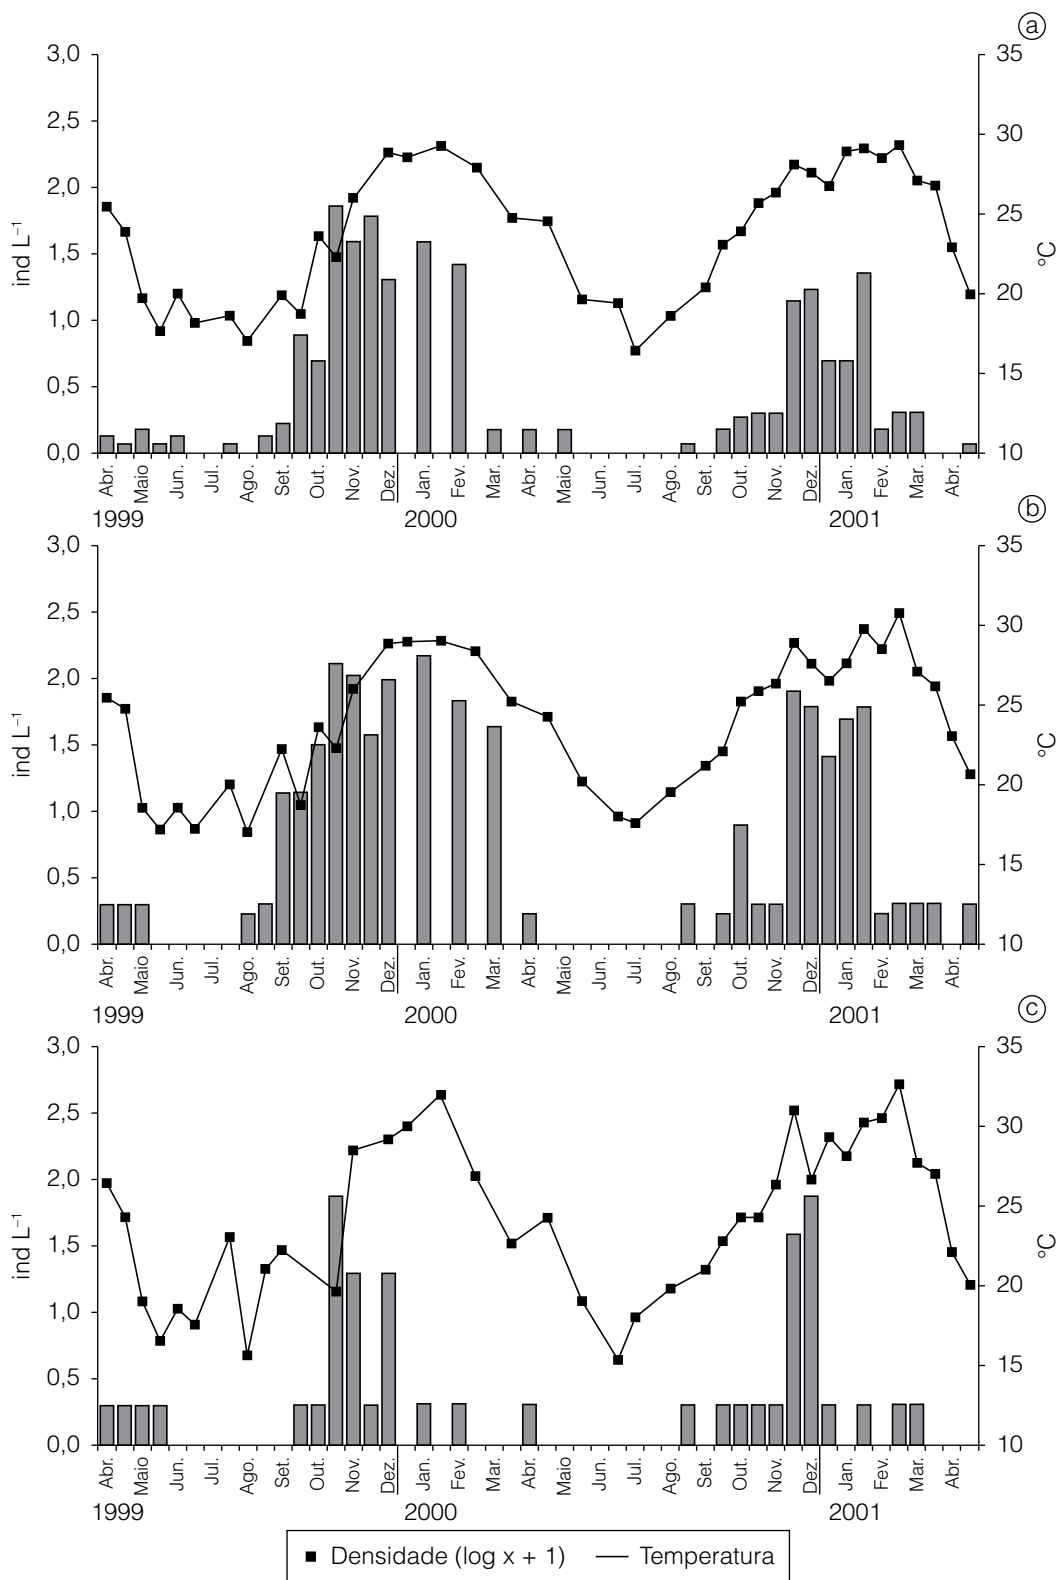 a
3,0 35
2,5 30
2,0 25
1,5 20
1,0 15
0,5
0,0 10
ind L⁻¹
°C
Abr. Maio Jun. Jul. Ago. Set. Out. Nov. Dez. Jan. Fev. Mar. Abr. Maio Jun. Jul. Ago. Set. Out. Nov. Dez. Jan. Fev. Mar. Abr.
1999 2000 2001
b
3,0 35
2,5 30
2,0 25
1,5 20
1,0 15
0,5
0,0 10
ind L⁻¹
°C
Abr. Maio Jun. Jul. Ago. Set. Out. Nov. Dez. Jan. Fev. Mar. Abr. Maio Jun. Jul. Ago. Set. Out. Nov. Dez. Jan. Fev. Mar. Abr.
1999 2000 2001
c
3,0 35
2,5 30
2,0 25
1,5 20
1,0 15
0,5
0,0 10
ind L⁻¹
°C
Abr. Maio Jun. Jul. Ago. Set. Out. Nov. Dez. Jan. Fev. Mar. Abr. Maio Jun. Jul. Ago. Set. Out. Nov. Dez. Jan. Fev. Mar. Abr.
1999 2000 2001
Densidade (log x + 1) Temperatura